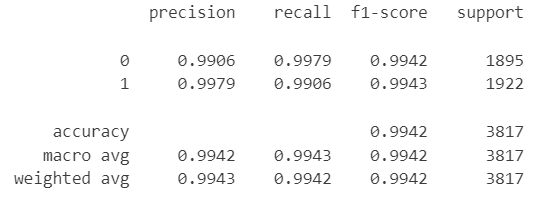 precision recall f1-score support
0 0.9906 0.9979 0.9942 1895
1 0.9979 0.9906 0.9943 1922
accuracy 0.9942 3817
macro avg 0.9942 0.9943 0.9942 3817
weighted avg 0.9943 0.9942 0.9942 3817